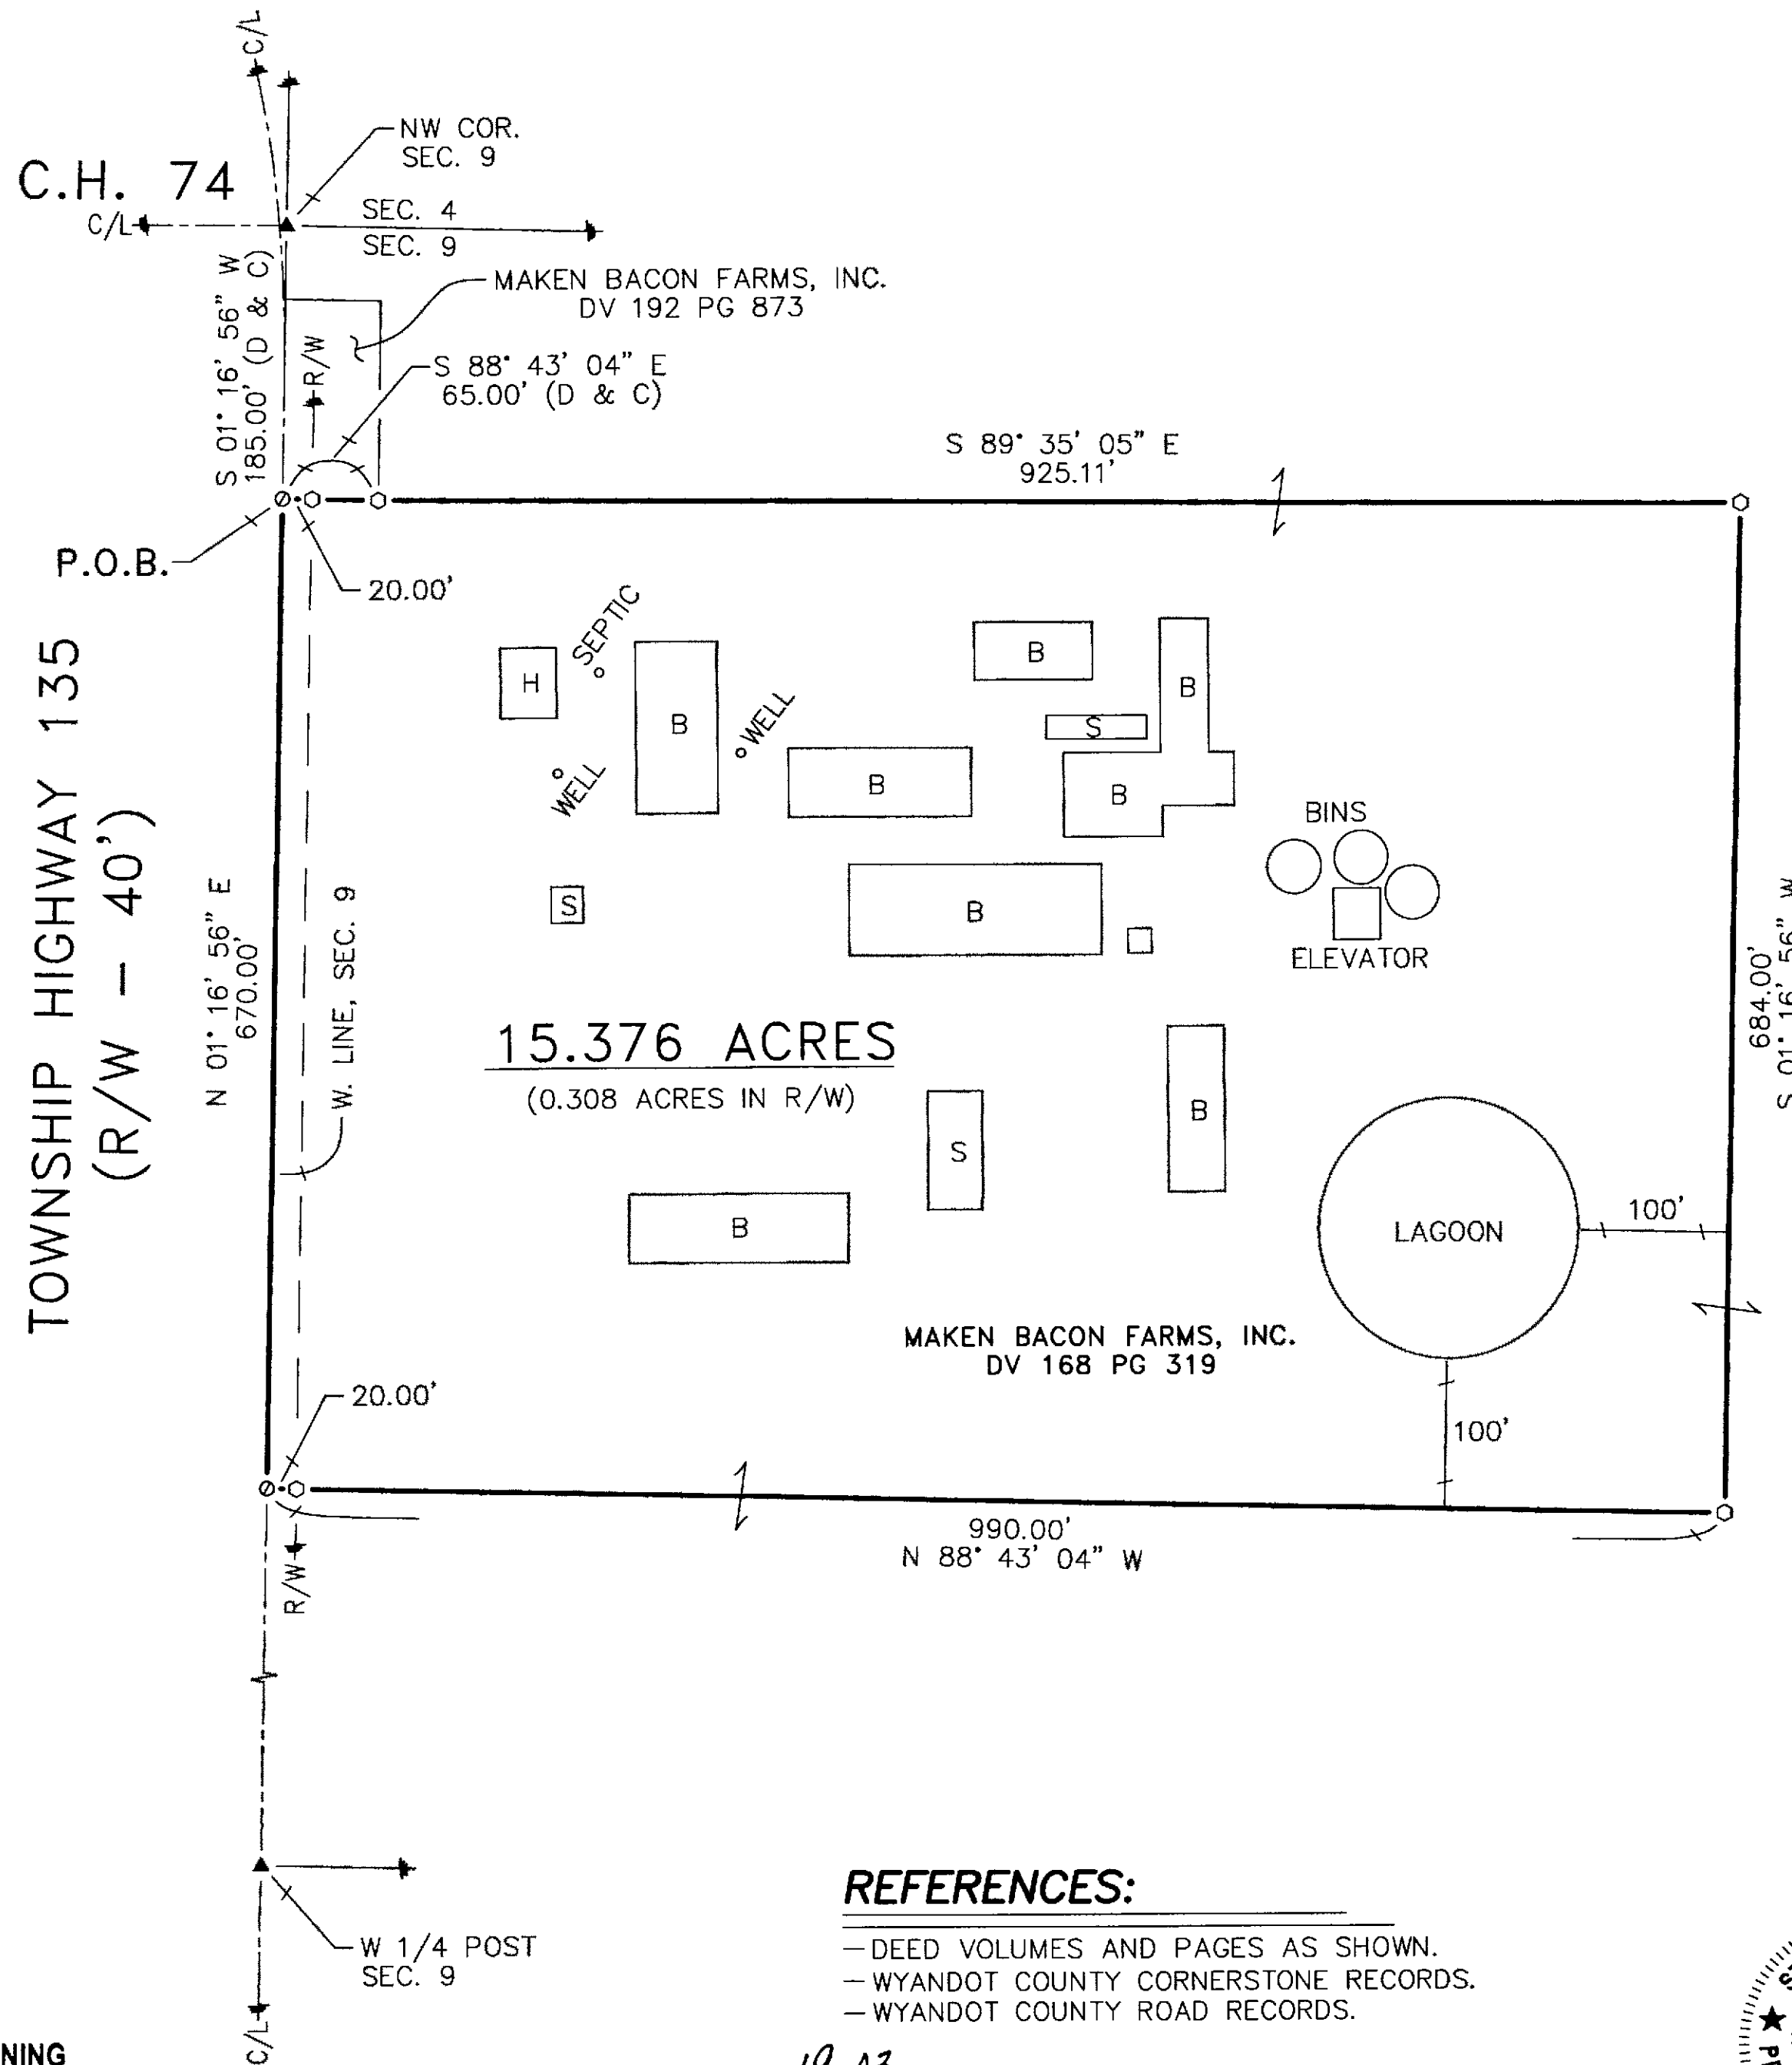 C/L
NW COR.
SEC. 9
C.H. 74
C/L
SEC. 4
SEC. 9
S 01° 16' 56" W
185.00' (D & C)
MAKEN BACON FARMS, INC.
DV 192 PG 873
R/W
S 88° 43' 04" E
65.00' (D & C)
S 89° 35' 05" E
925.11'
P.O.B.
20.00'
TOWNSHIP HIGHWAY 135
(R/W - 40')
N 01° 16' 56" E
670.00'
W. LINE, SEC. 9
H
SEPTIC
B
WELL
WELL
B
B
S
B
B
S
B
BINS
ELEVATOR
684.00'
S 01° 16' 56" W
15.376 ACRES
(0.308 ACRES IN R/W)
S
B
B
LAGOON
100'
MAKEN BACON FARMS, INC.
DV 168 PG 319
100'
20.00'
990.00'
N 88° 43' 04" W
R/W
W 1/4 POST
SEC. 9
C/L
REFERENCES:
- DEED VOLUMES AND PAGES AS SHOWN.
- WYANDOT COUNTY CORNERSTONE RECORDS.
- WYANDOT COUNTY ROAD RECORDS.
NING